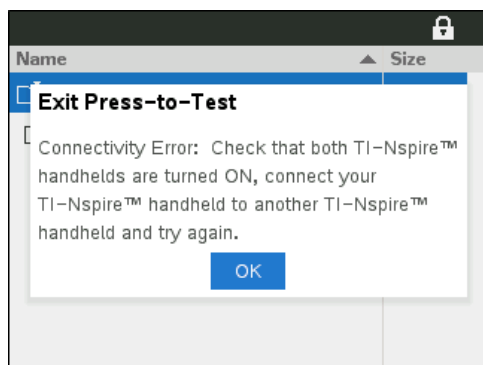 Name Size
Exit Press-to-Test
Connectivity Error: Check that both TI-Nspire™
handhelds are turned ON, connect your
TI-Nspire™ handheld to another TI-Nspire™
handheld and try again.
OK